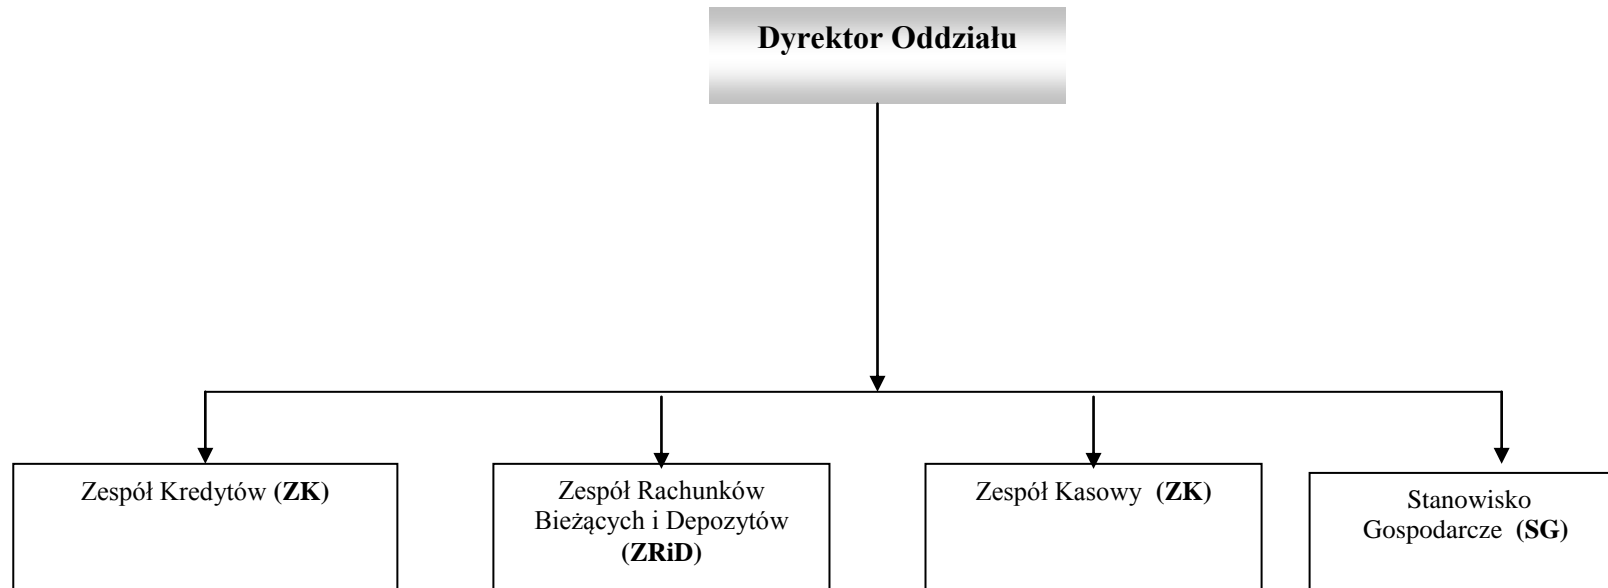 Dyrektor Oddziału
Zespół Kredytów (ZK)
Zespół Rachunków
Bieżących i Depozytów
(ZRiD)
Zespół Kasowy (ZK)
Stanowisko
Gospodarcze (SG)